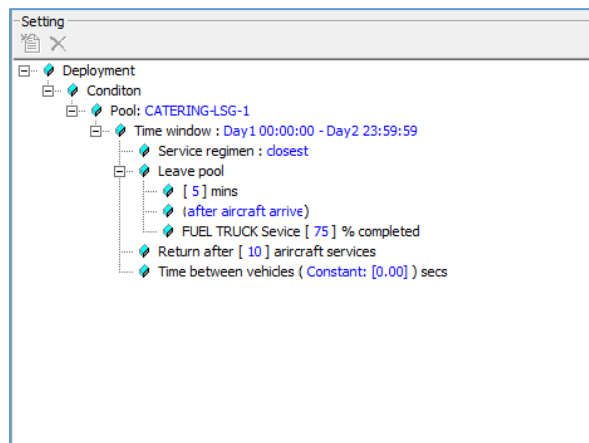 Setting
Deployment
Conditon
Pool: CATERING-LSG-1
Time window : Day1 00:00:00 - Day2 23:59:59
Service regimen : closest
Leave pool
[ 5 ] mins
(after aircraft arrive)
FUEL TRUCK Sevice [ 75 ] % completed
Return after [ 10 ] arircraft services
Time between vehicles ( Constant: [0.00] ) secs